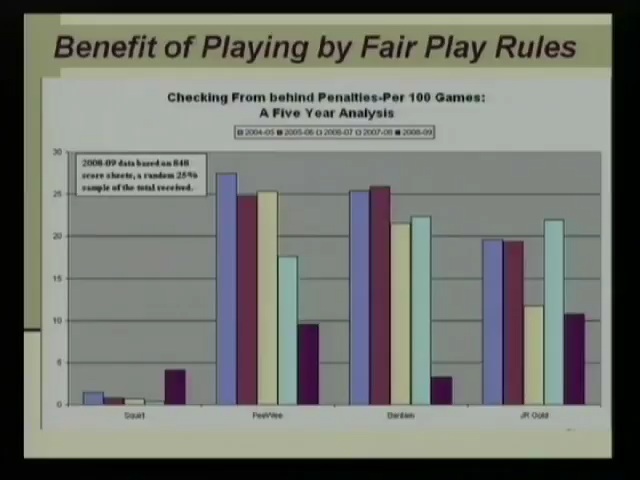 Benefit of Playing by Fair Play Rules
Checking From behind Penalties-Per 100 Games:
A Five Year Analysis
2004-05 2005-06 2006-07 2007-08 2008-09
2008-09 data based on 848
score sheets, a random 25%
sample of the total received.
30
25
20
15
10
5
0
Squirt PeeWee Bantam JR Gold